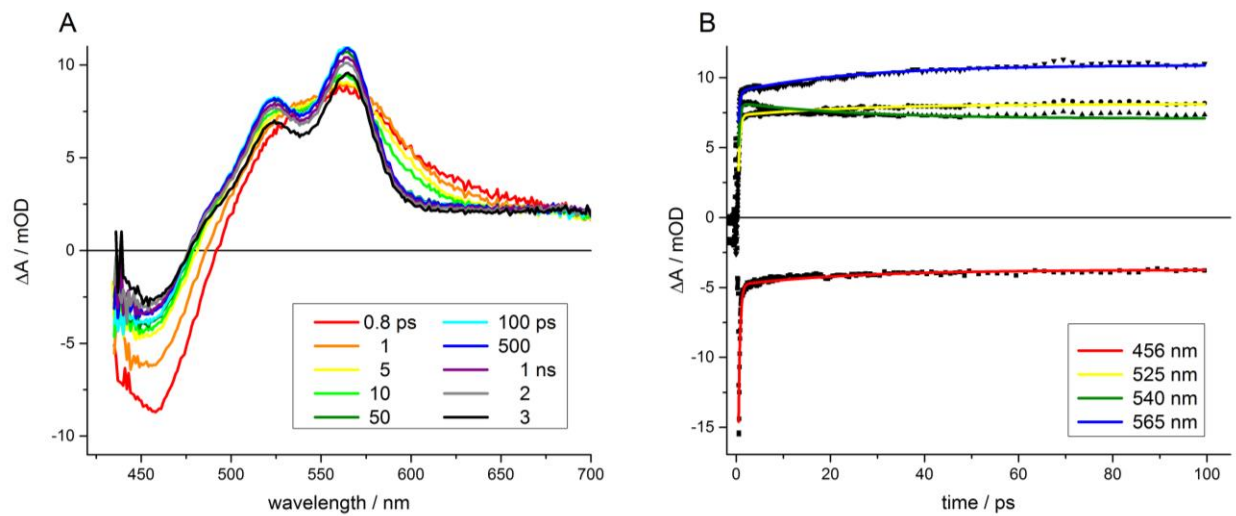 A
10
5
0
-5
-10
ΔA / mOD
450 500 550 600 650 700
wavelength / nm
0.8 ps 100 ps
1 500
5 1 ns
10 2
50 3
B
10
5
0
-5
-10
-15
ΔA / mOD
0 20 40 60 80 100
time / ps
456 nm
525 nm
540 nm
565 nm